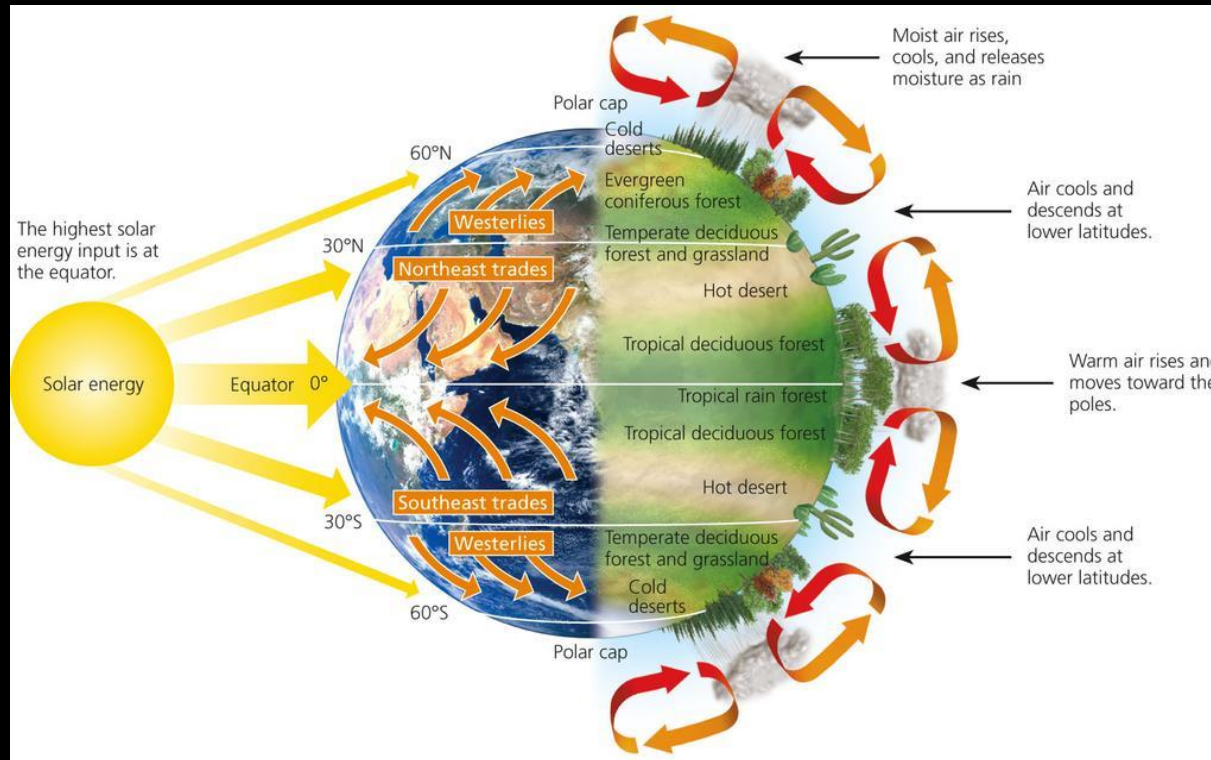 Moist air rises,
cools, and releases
moisture as rain
Polar cap
Cold
deserts
60°N
Evergreen
coniferous forest
Air cools and
descends at
lower latitudes.
Westerlies
The highest solar
energy input is at
the equator.
30°N
Temperate deciduous
forest and grassland
Northeast trades
Hot desert
Tropical deciduous forest
Warm air rises an
moves toward the
poles.
Solar energy
Equator 0°
Tropical rain forest
Tropical deciduous forest
Hot desert
Southeast trades
30°S
Westerlies
Temperate deciduous
forest and grassland
Air cools and
descends at
lower latitudes.
Cold
deserts
60°S
Polar cap